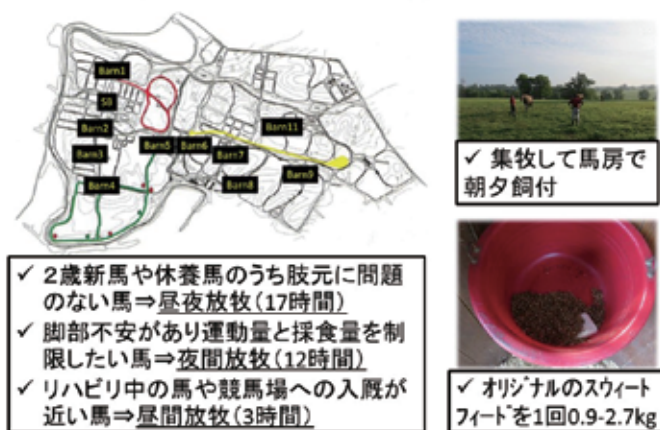 Barn1
SB
Barn2
Barn3
Barn4
Barn5
Barn6
Barn7
Barn8
Barn11
Barn9
✓ 集牧して馬房で
朝夕飼付
✓ 2歳新馬や休養馬のうち肢元に問題
のない馬⇒昼夜放牧(17時間)
✓ 脚部不安があり運動量と採食量を制
限したい馬⇒夜間放牧(12時間)
✓ リハビリ中の馬や競馬場への入厩が
近い馬⇒昼間放牧(3時間)
✓ オリジナルのスウィート
フィードを1回0.9-2.7kg